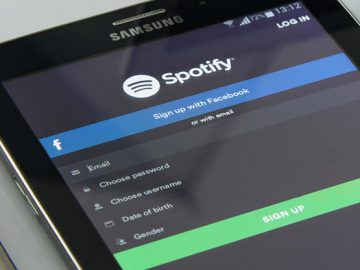 SAMSUNG
72% 13:12
LOG IN
Spotify
Sign up with Facebook
or with email
Email
Choose password
Choose username
Date of birth
Gender
SIGN UP